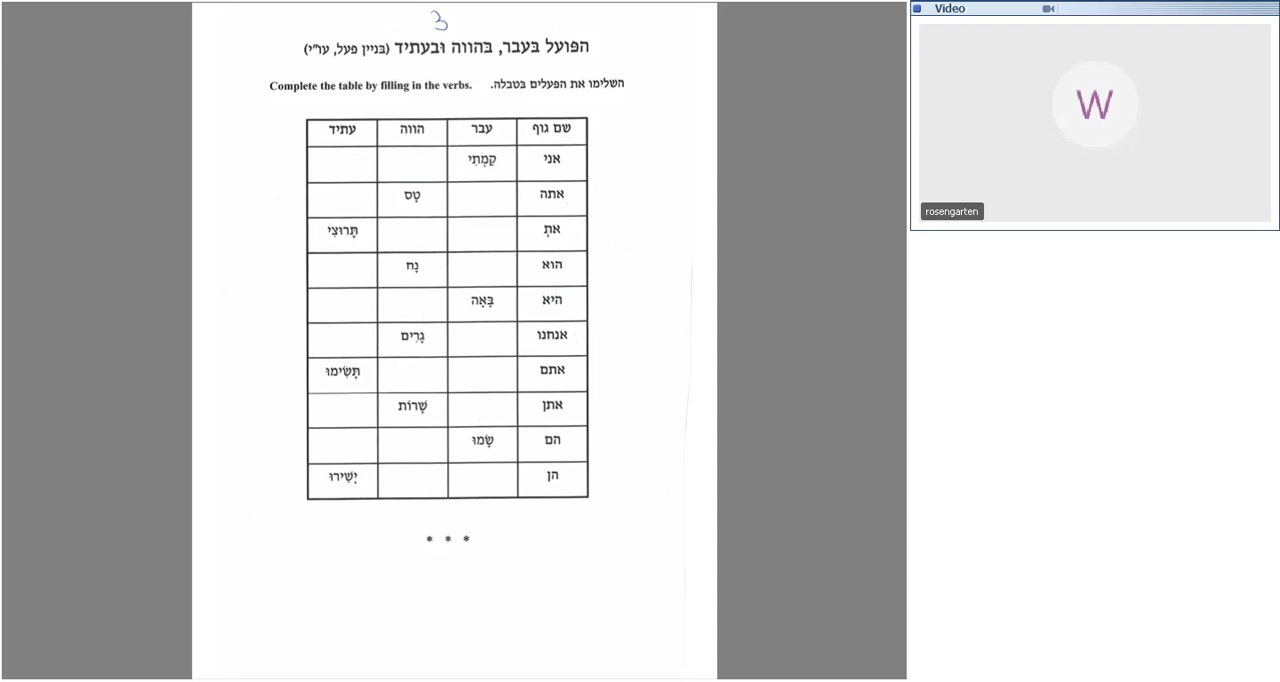 3
הפועל בעבר, בהווה ובעתיד (בניין פעל, ער"י)
השלימו את הפעלים בטבלה. Complete the table by filling in the verbs.
שם גוף עבר הווה עתיד
אני קַמְתִּי
אתה טָס
אתְ תָּרוּצִי
הוא נָח
היא בָּאָה
אנחנו גָּרִים
אתם תָּשִׂימוּ
אתן שָׁרוֹת
הם שָׂמוּ
הן יָשִׁירוּ
* * *
Video
W
rosengarten